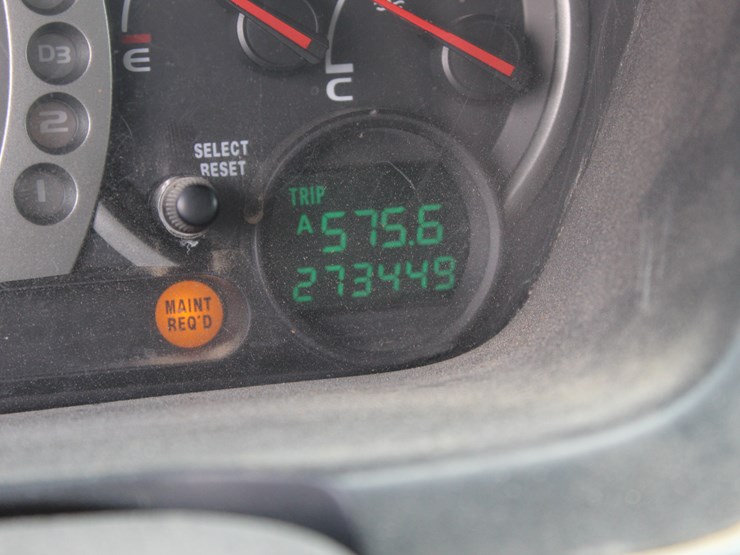 D3
2
1
E
C
SELECT
RESET
TRIP
A 575.6
273449
MAINT
REQ'D